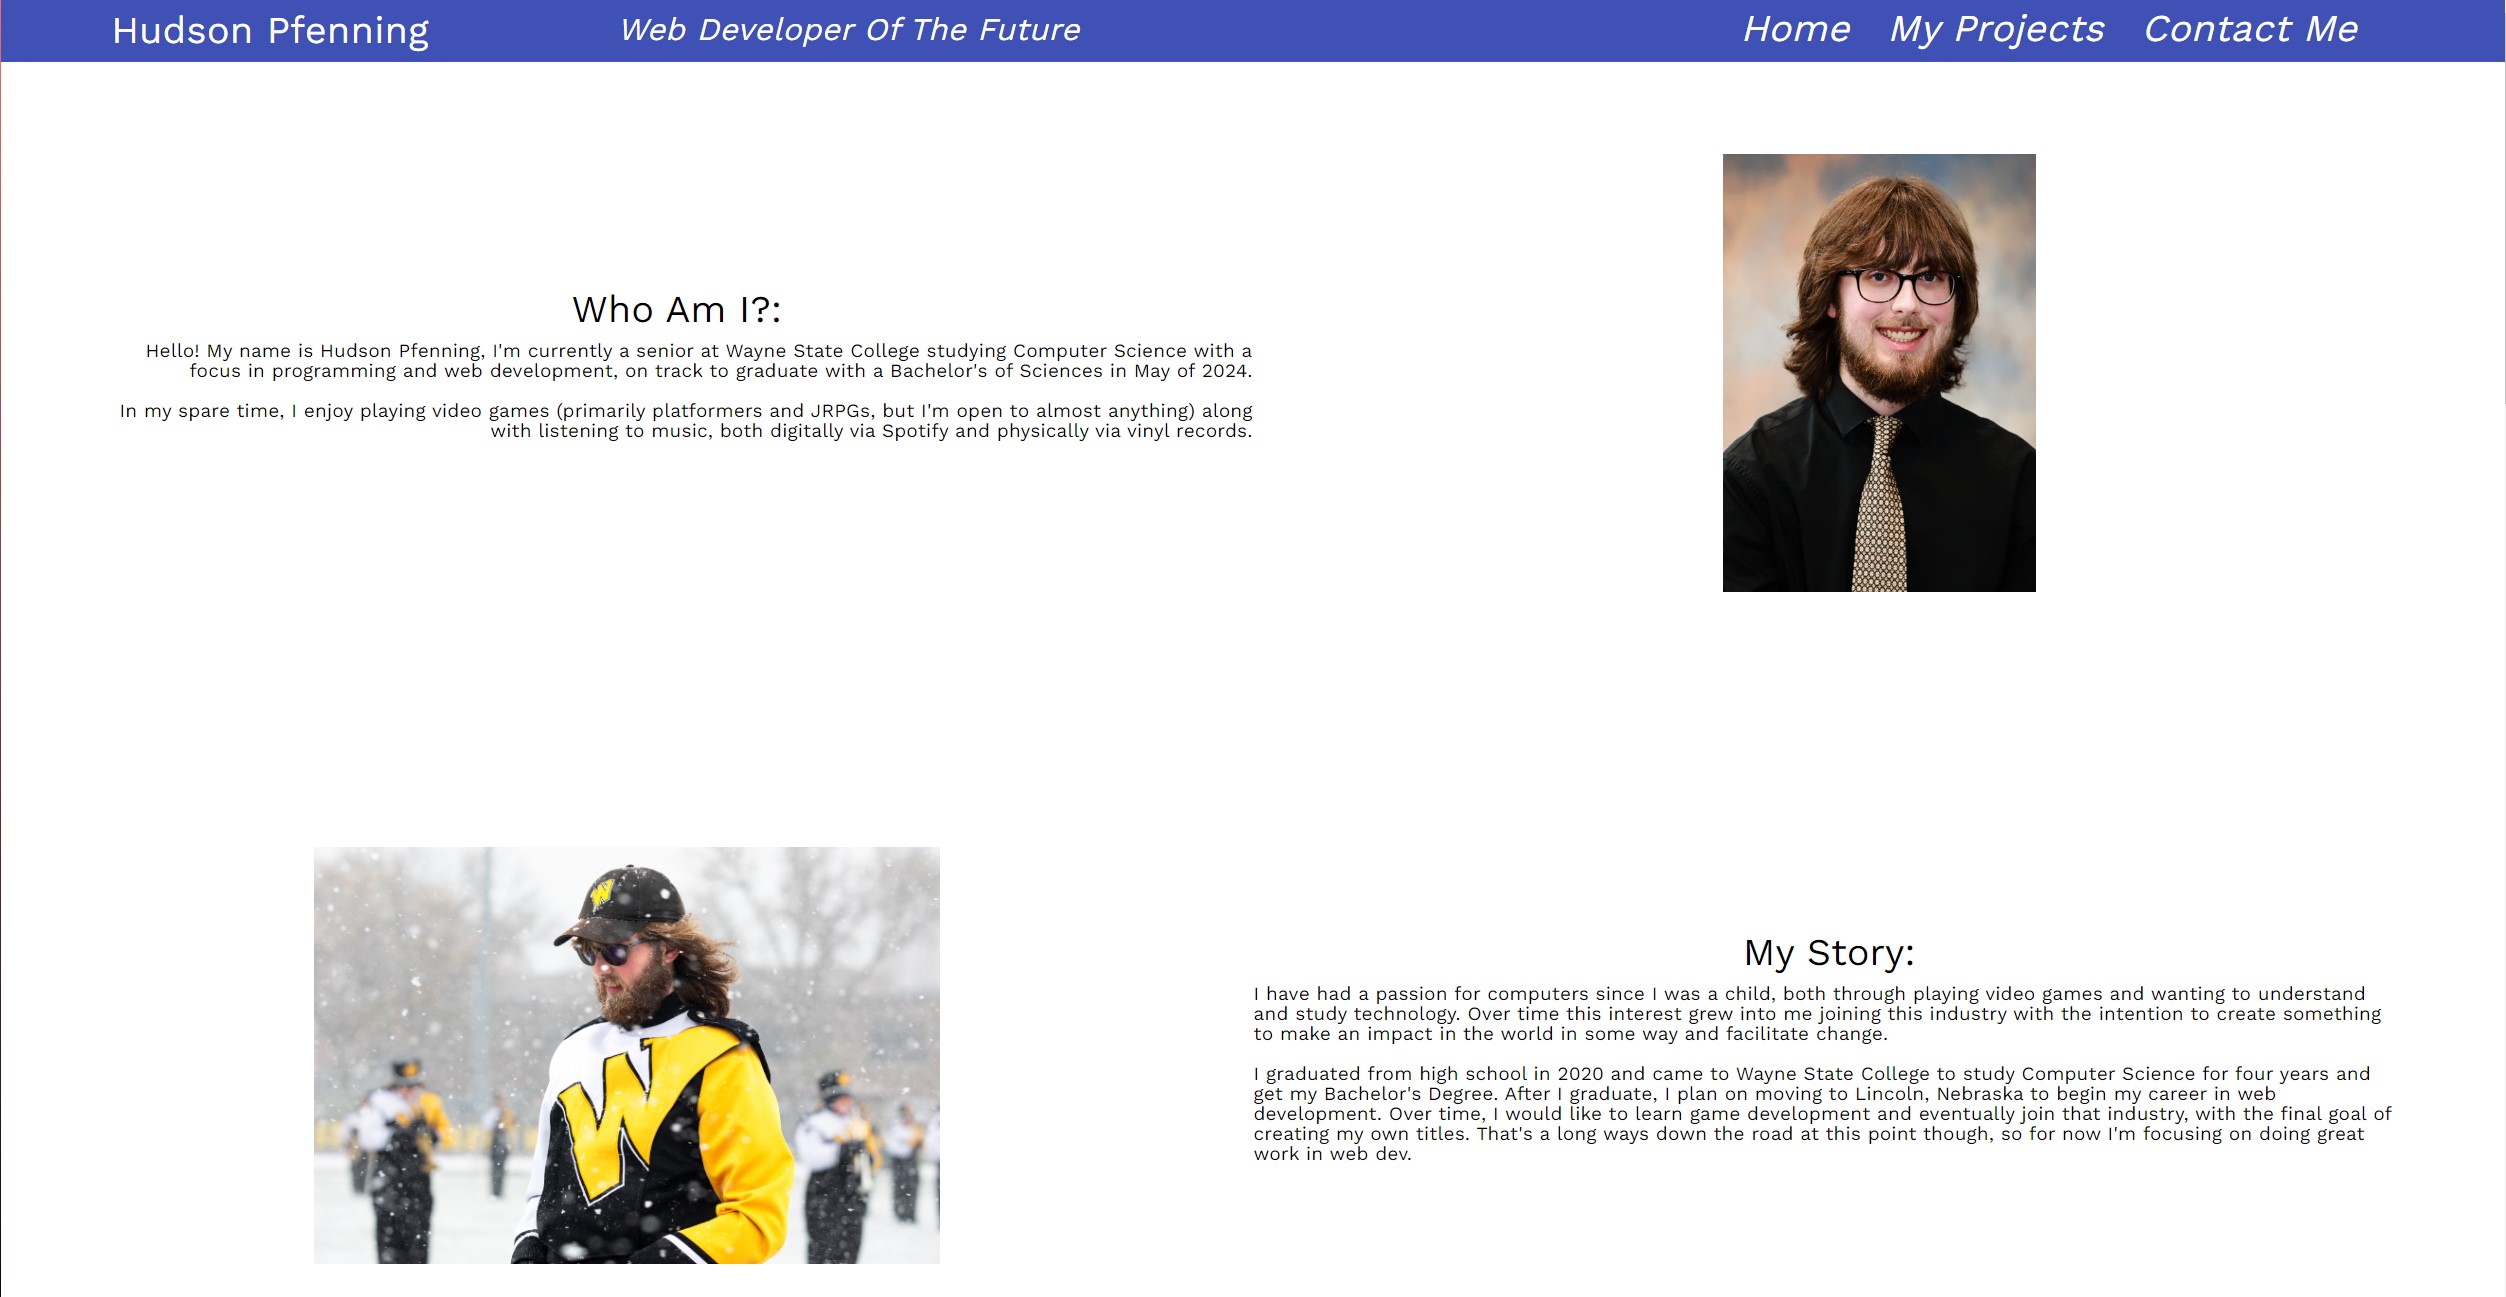 Hudson Pfenning
Web Developer Of The Future
Home
My Projects
Contact Me
Who Am I?:
Hello! My name is Hudson Pfenning, I'm currently a senior at Wayne State College studying Computer Science with a
focus in programming and web development, on track to graduate with a Bachelor's of Sciences in May of 2024.
In my spare time, I enjoy playing video games (primarily platformers and JRPGs, but I'm open to almost anything) along
with listening to music, both digitally via Spotify and physically via vinyl records.
W
W
My Story:
I have had a passion for computers since I was a child, both through playing video games and wanting to understand
and study technology. Over time this interest grew into me joining this industry with the intention to create something
to make an impact in the world in some way and facilitate change.
I graduated from high school in 2020 and came to Wayne State College to study Computer Science for four years and
get my Bachelor's Degree. After I graduate, I plan on moving to Lincoln, Nebraska to begin my career in web
development. Over time, I would like to learn game development and eventually join that industry, with the final goal of
creating my own titles. That's a long ways down the road at this point though, so for now I'm focusing on doing great
work in web dev.